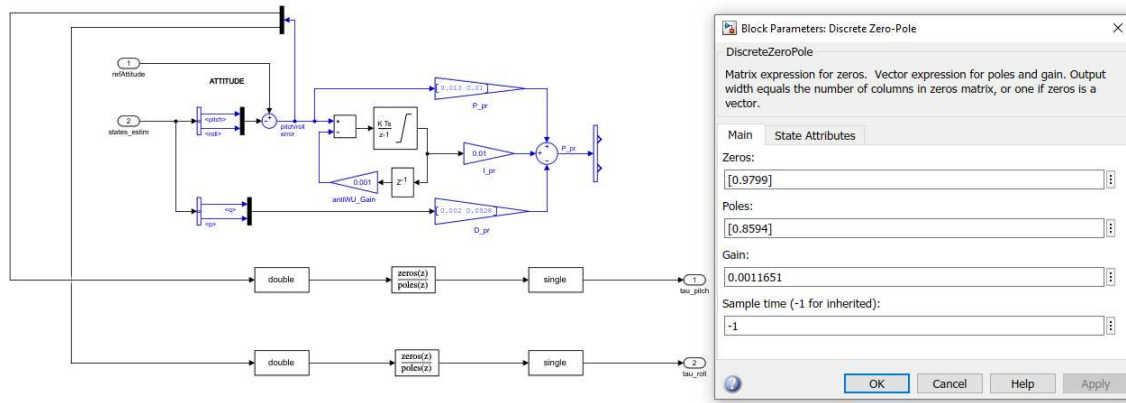 1
refAttitude
ATTITUDE
2
states_estim
<pitch>
<roll>
pitch/roll
error
K Ts
z-1
0.001
antiWU_Gain
Z-1
[0.013 0.01]
P_pr
0.01
I_pr
P_pr
<q>
<p>
[0.002 0.0028]
D_pr
double
zeros(z)
poles(z)
single
1
tau_pitch
double
zeros(z)
poles(z)
single
2
tau_roll
Block Parameters: Discrete Zero-Pole
DiscreteZeroPole
Matrix expression for zeros. Vector expression for poles and gain. Output
width equals the number of columns in zeros matrix, or one if zeros is a
vector.
Main
State Attributes
Zeros:
[0.9799]
Poles:
[0.8594]
Gain:
0.0011651
Sample time (-1 for inherited):
-1
OK
Cancel
Help
Apply